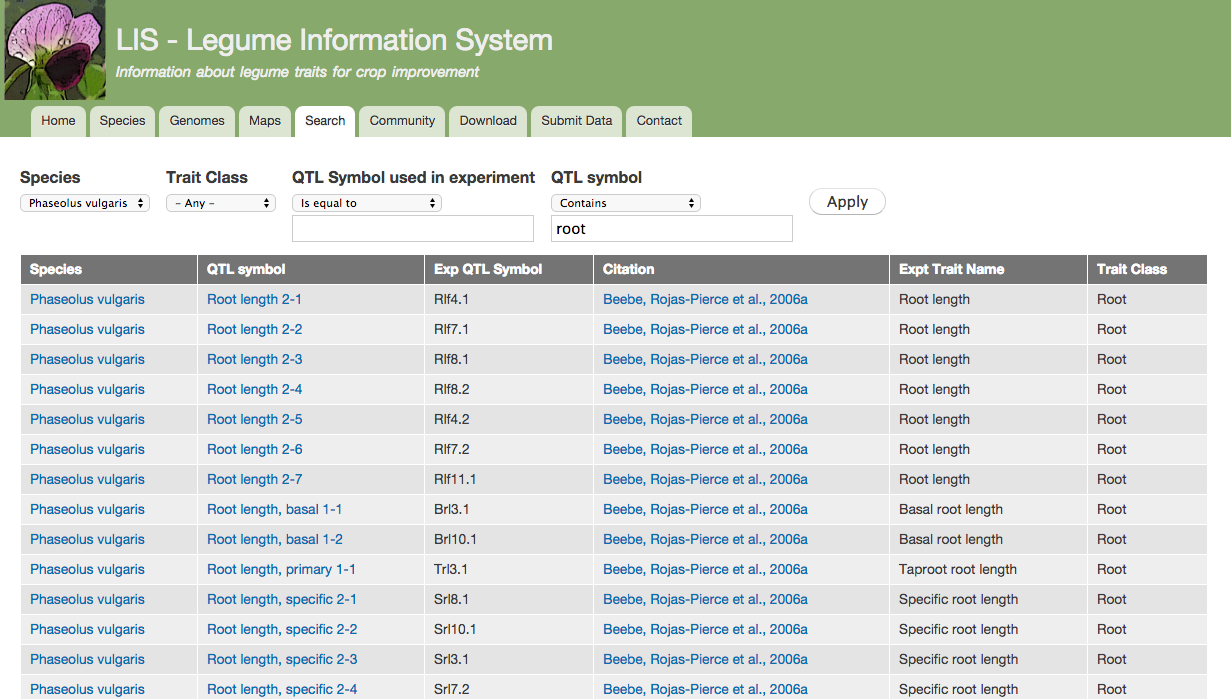 LIS - Legume Information System
Information about legume traits for crop improvement
Home Species Genomes Maps Search Community Download Submit Data Contact
Species Trait Class QTL Symbol used in experiment QTL symbol
Phaseolus vulgaris - Any - Is equal to Contains Apply
root
Species QTL symbol Exp QTL Symbol Citation Expt Trait Name Trait Class
Phaseolus vulgaris Root length 2-1 Rlf4.1 Beebe, Rojas-Pierce et al., 2006a Root length Root
Phaseolus vulgaris Root length 2-2 Rlf7.1 Beebe, Rojas-Pierce et al., 2006a Root length Root
Phaseolus vulgaris Root length 2-3 Rlf8.1 Beebe, Rojas-Pierce et al., 2006a Root length Root
Phaseolus vulgaris Root length 2-4 Rlf8.2 Beebe, Rojas-Pierce et al., 2006a Root length Root
Phaseolus vulgaris Root length 2-5 Rlf4.2 Beebe, Rojas-Pierce et al., 2006a Root length Root
Phaseolus vulgaris Root length 2-6 Rlf7.2 Beebe, Rojas-Pierce et al., 2006a Root length Root
Phaseolus vulgaris Root length 2-7 Rlf11.1 Beebe, Rojas-Pierce et al., 2006a Root length Root
Phaseolus vulgaris Root length, basal 1-1 Brl3.1 Beebe, Rojas-Pierce et al., 2006a Basal root length Root
Phaseolus vulgaris Root length, basal 1-2 Brl10.1 Beebe, Rojas-Pierce et al., 2006a Basal root length Root
Phaseolus vulgaris Root length, primary 1-1 Trl3.1 Beebe, Rojas-Pierce et al., 2006a Taproot root length Root
Phaseolus vulgaris Root length, specific 2-1 Srl8.1 Beebe, Rojas-Pierce et al., 2006a Specific root length Root
Phaseolus vulgaris Root length, specific 2-2 Srl10.1 Beebe, Rojas-Pierce et al., 2006a Specific root length Root
Phaseolus vulgaris Root length, specific 2-3 Srl3.1 Beebe, Rojas-Pierce et al., 2006a Specific root length Root
Phaseolus vulgaris Root length, specific 2-4 Srl7.2 Beebe, Rojas-Pierce et al., 2006a Specific root length Root